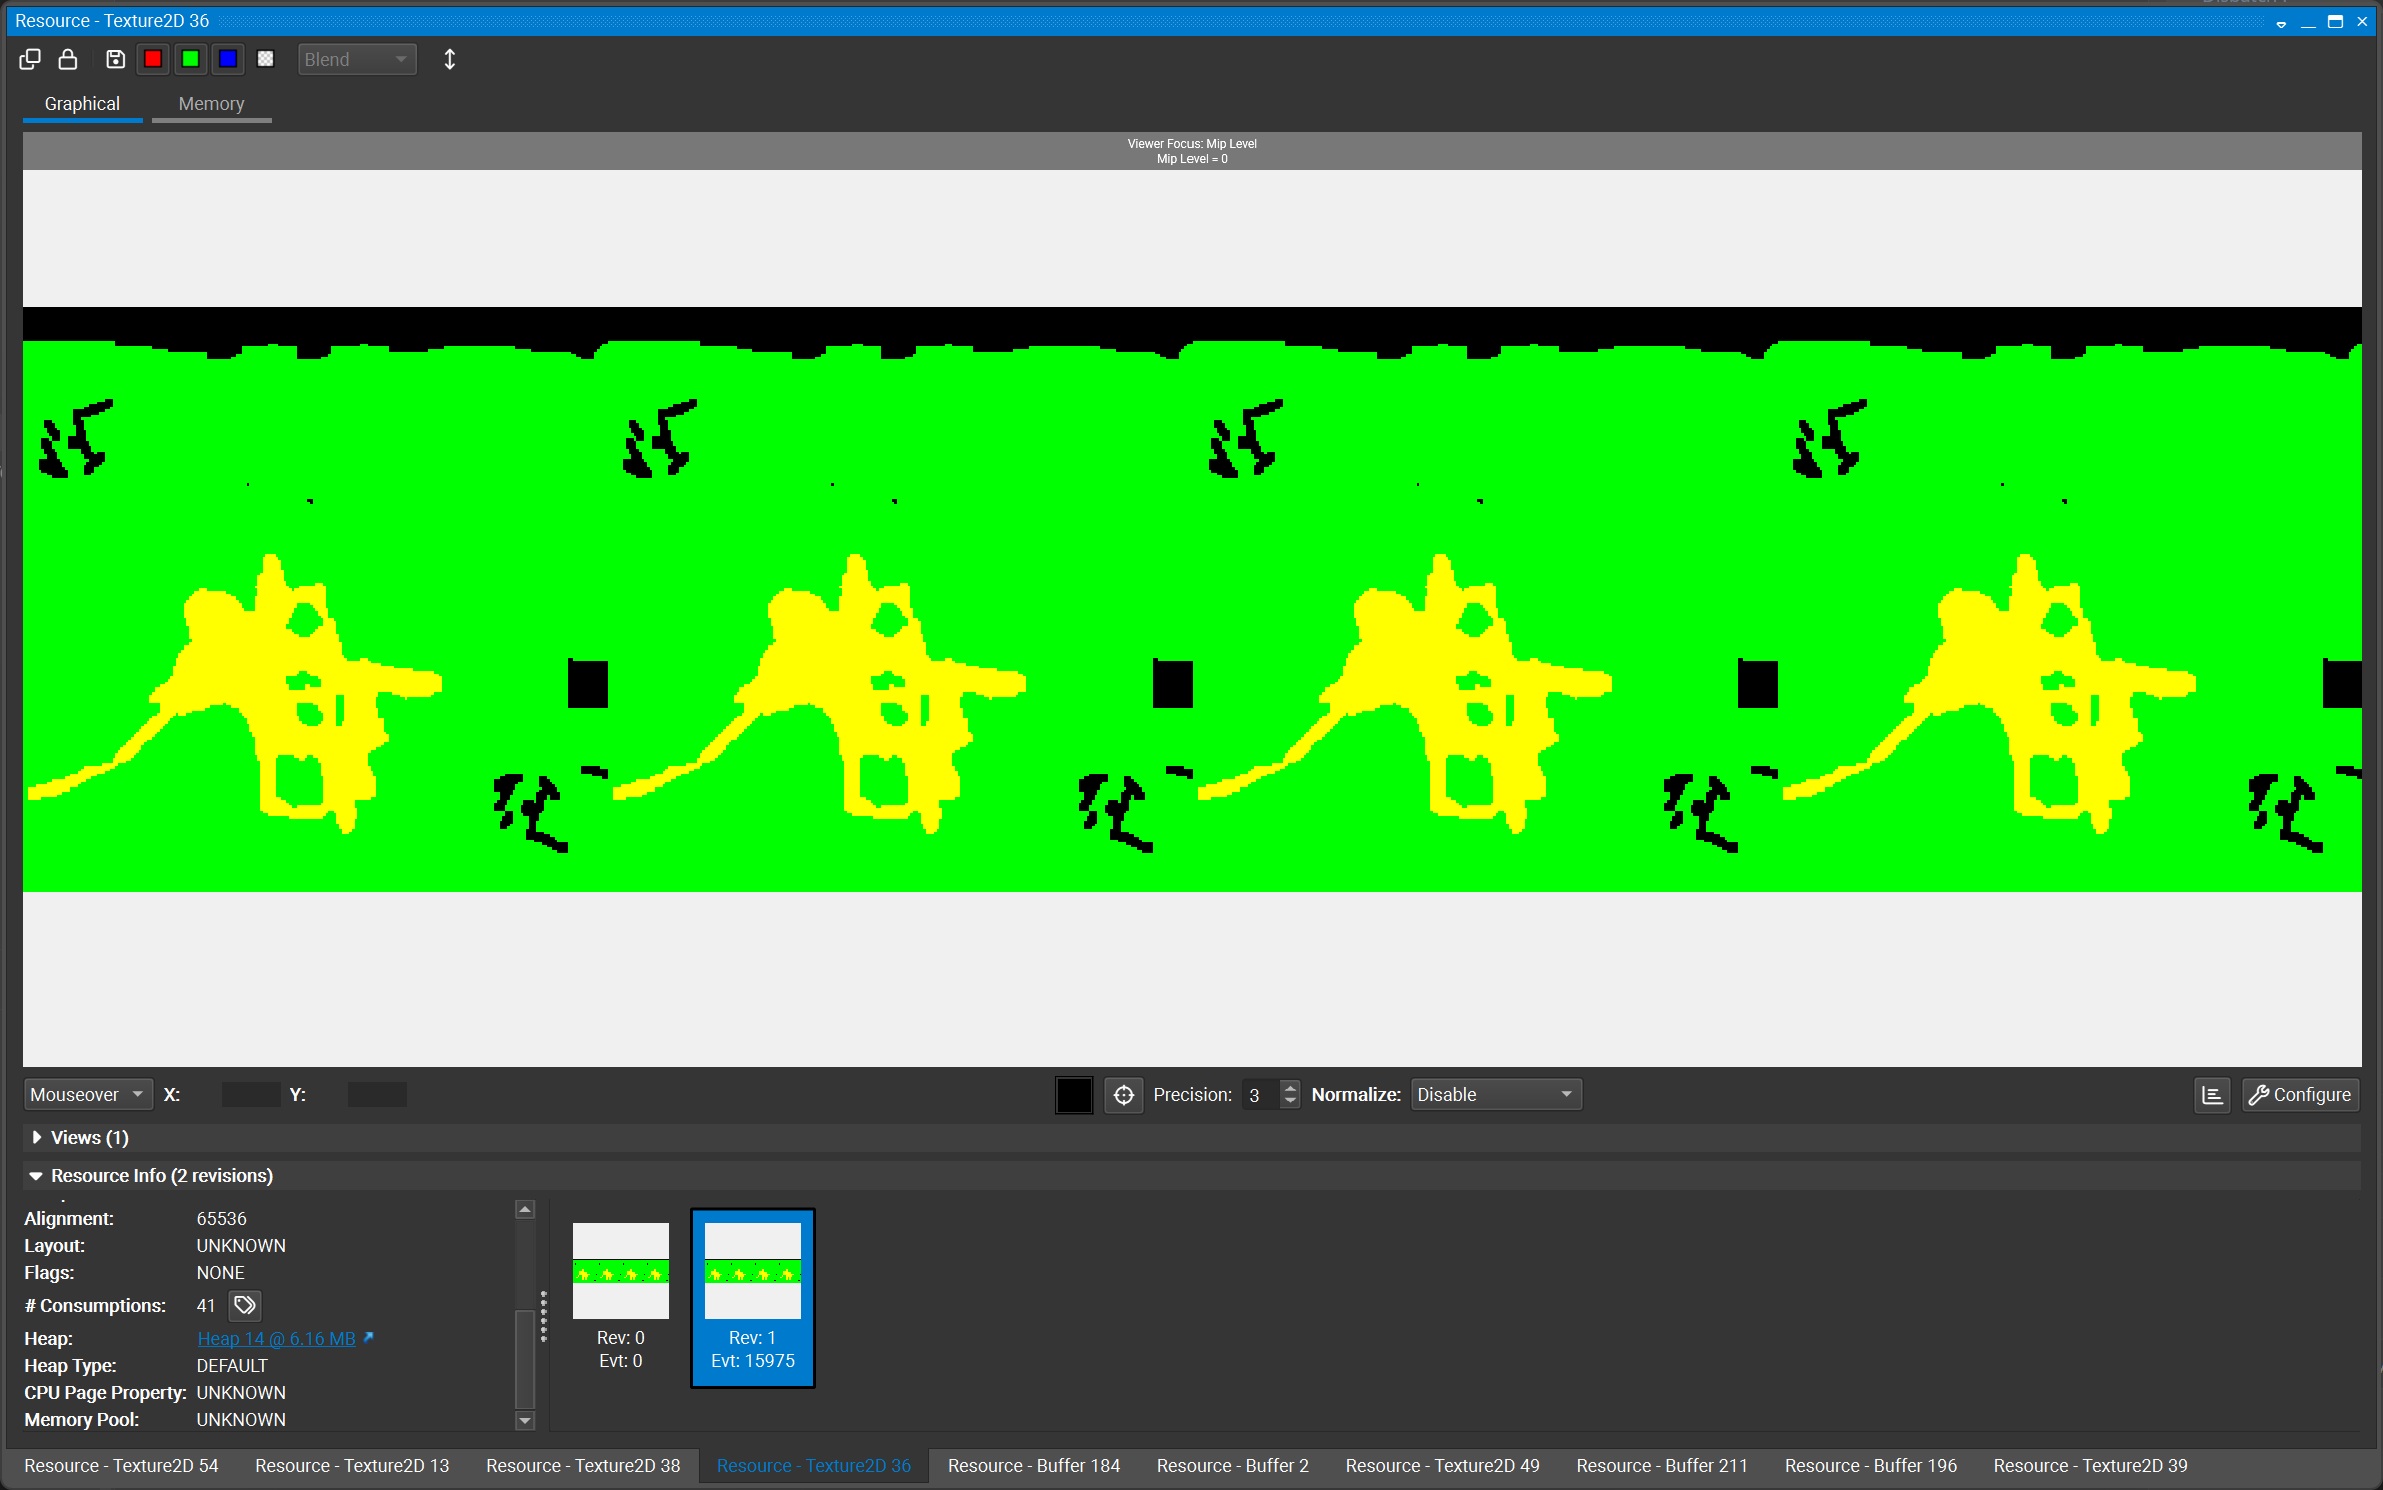 Resource - Texture2D 36
Blend
Graphical
Memory
Viewer Focus: Mip Level
Mip Level = 0
Mouseover
X:
Y:
Precision:
3
Normalize:
Disable
Configure
Views (1)
Resource Info (2 revisions)
Alignment: 65536
Layout: UNKNOWN
Flags: NONE
# Consumptions: 41
Heap: Heap 14 @ 6.16 MB
Heap Type: DEFAULT
CPU Page Property: UNKNOWN
Memory Pool: UNKNOWN
Rev: 0
Evt: 0
Rev: 1
Evt: 15975
Resource - Texture2D 54
Resource - Texture2D 13
Resource - Texture2D 38
Resource - Texture2D 36
Resource - Buffer 184
Resource - Buffer 2
Resource - Texture2D 49
Resource - Buffer 211
Resource - Buffer 196
Resource - Texture2D 39